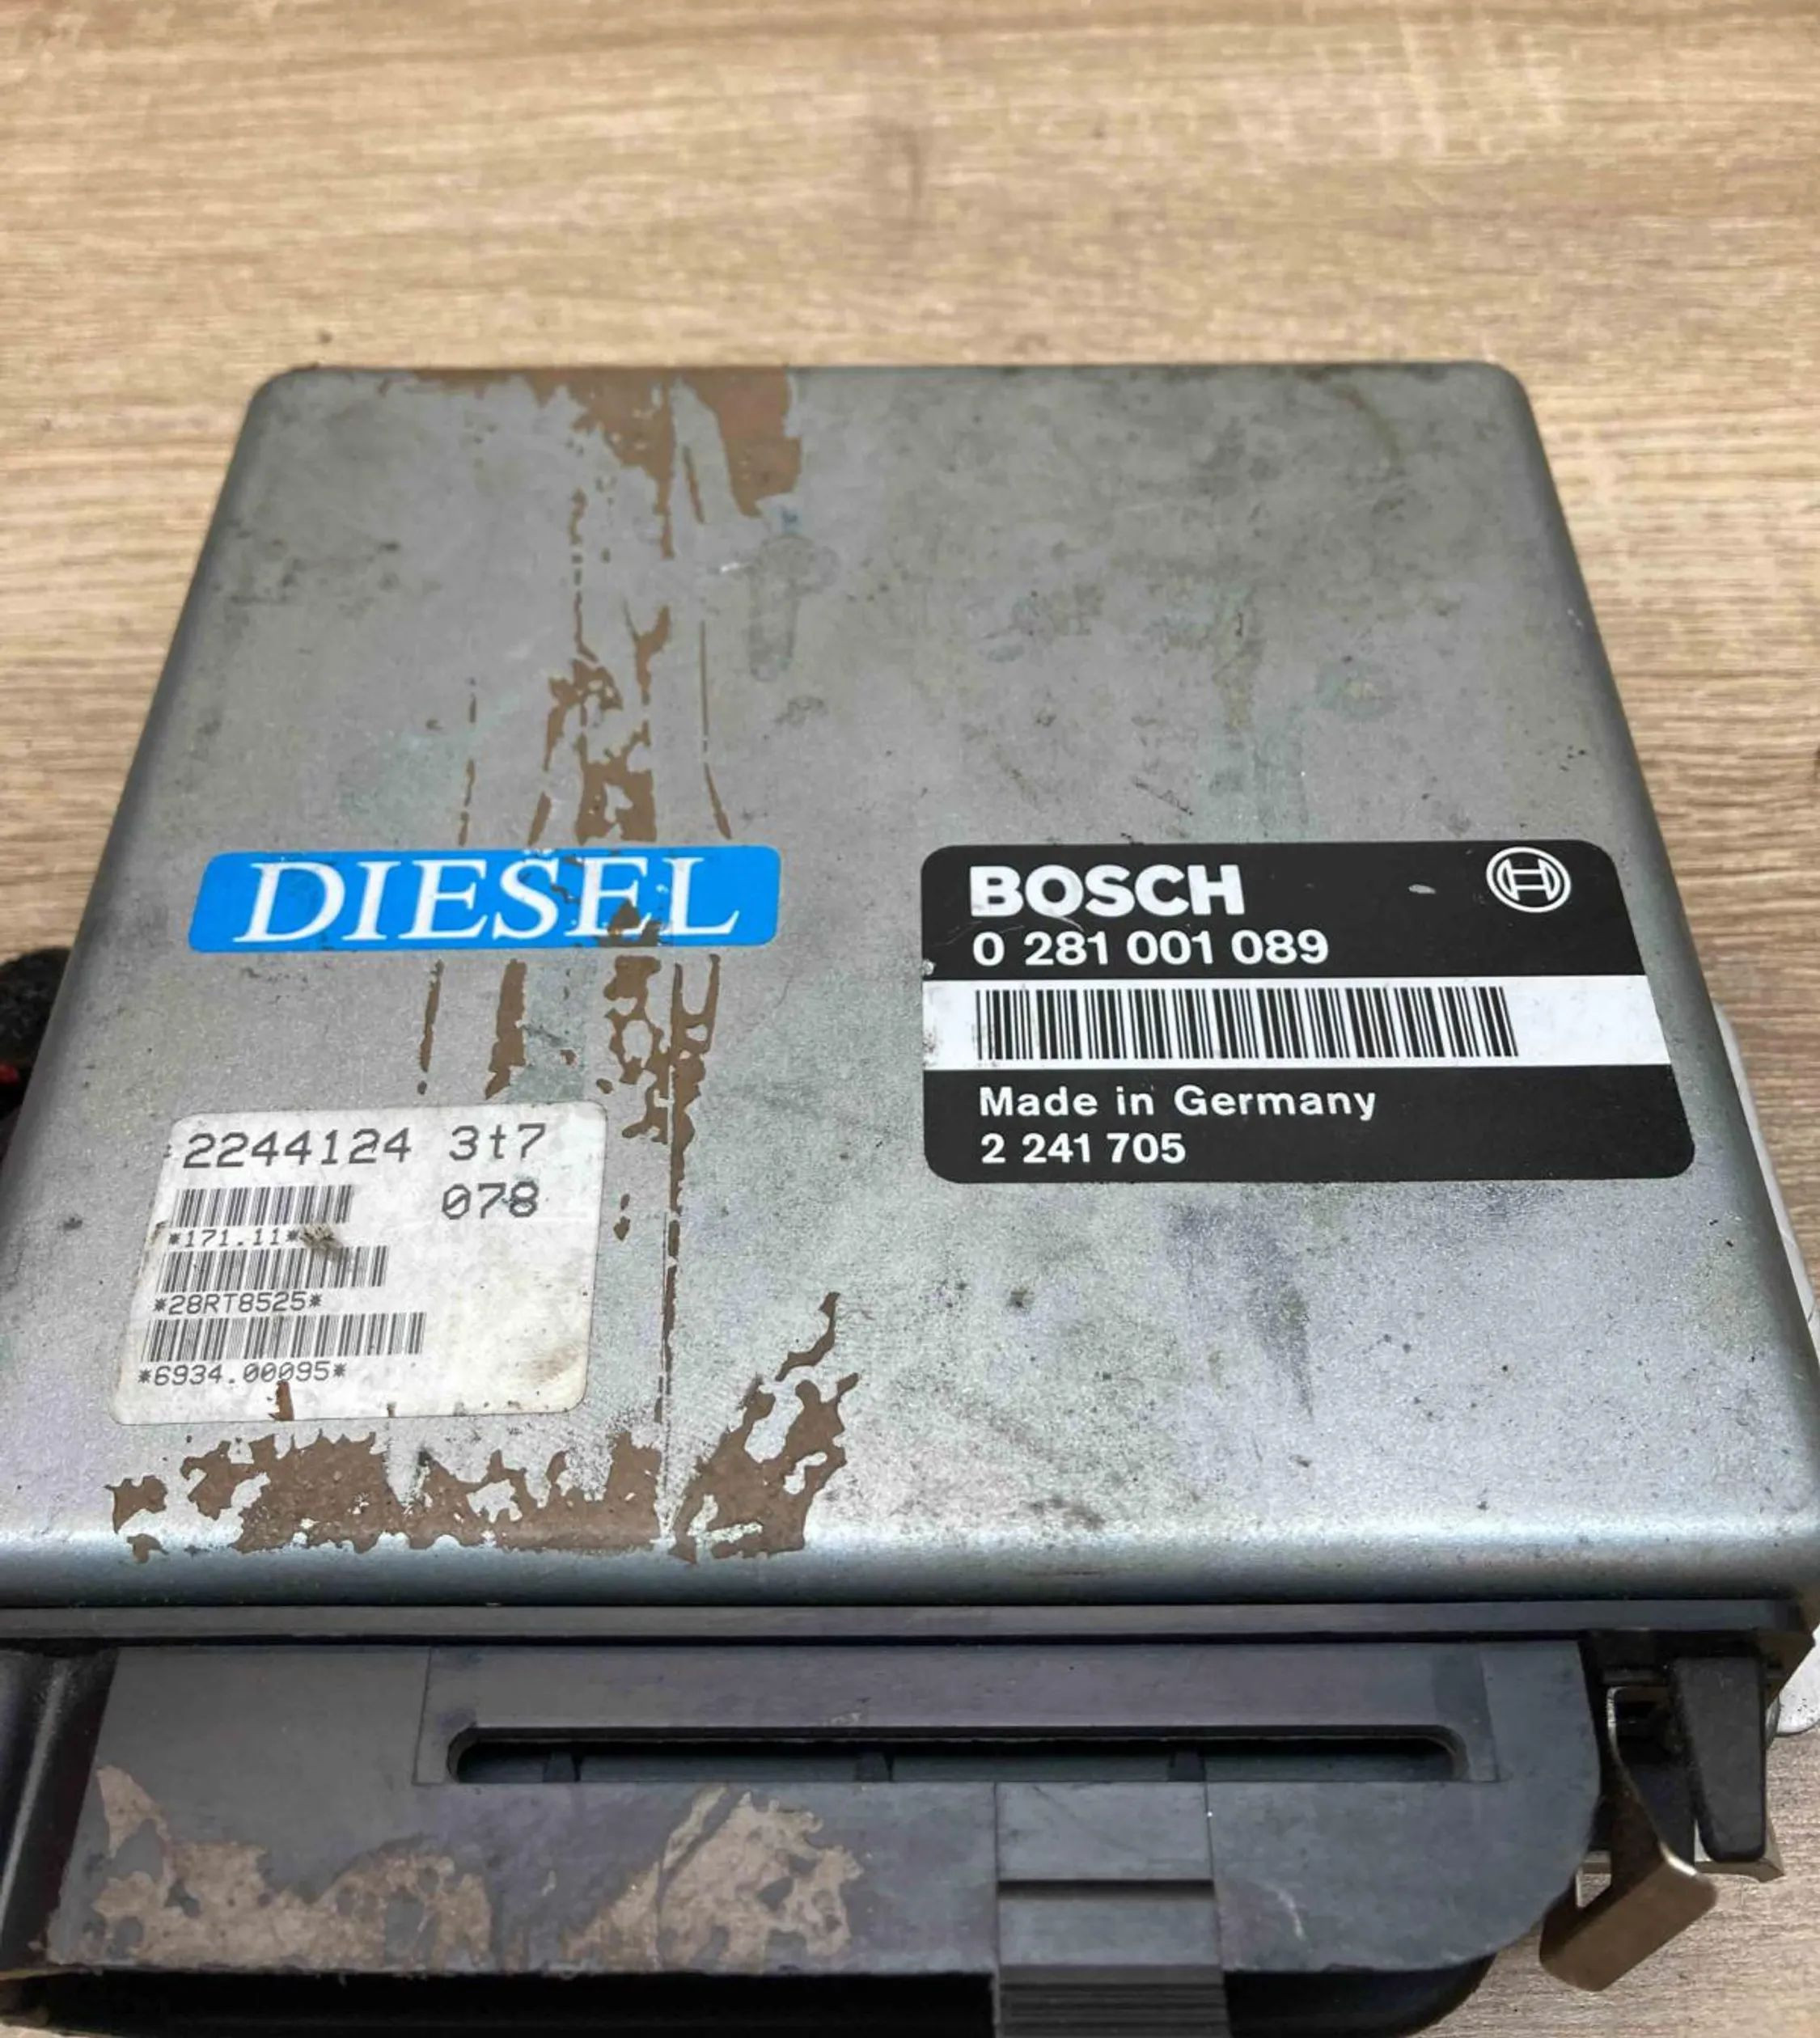 DIESEL
BOSCH
0 281 001 089
Made in Germany
2 241 705
2244124 3t7
078
*171.11*
*28RT8525*
*6934.00095*